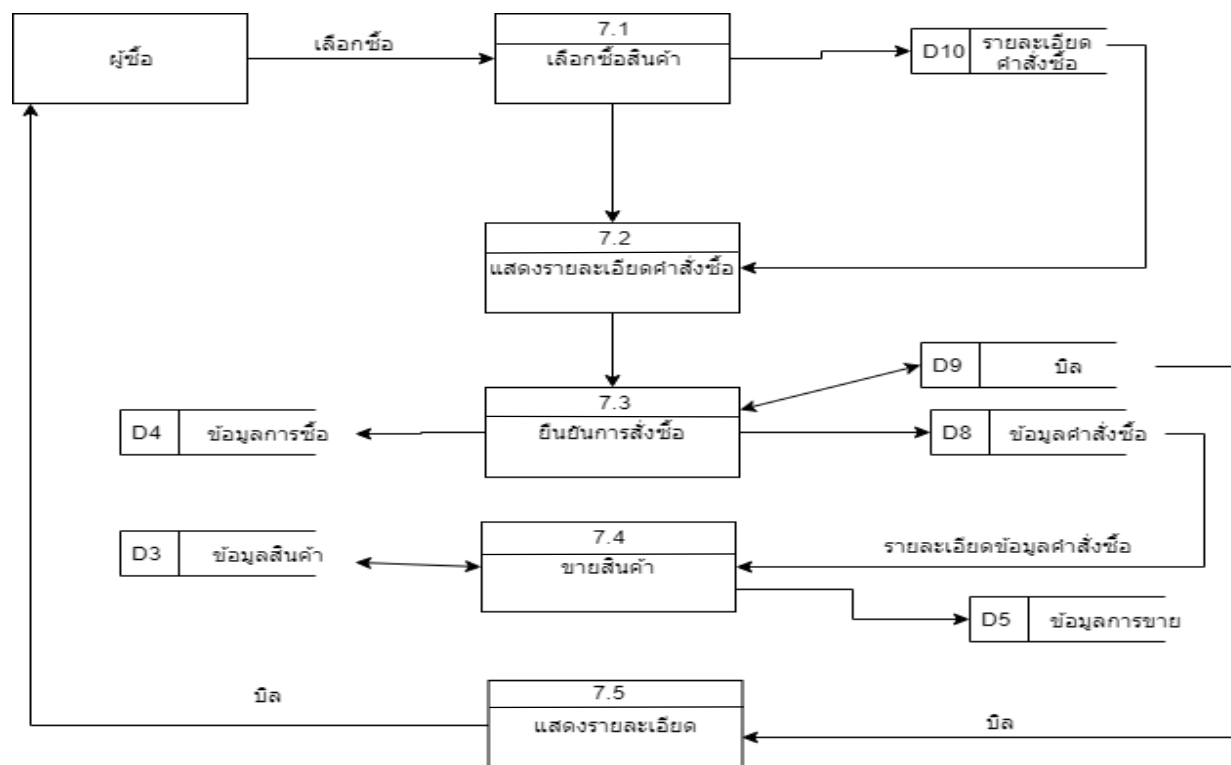 ผู้ซื้อ
เลือกซื้อ
7.1
เลือกซื้อสินค้า
D10
รายละเอียด
คำสั่งซื้อ
7.2
แสดงรายละเอียดคำสั่งซื้อ
D9
บิล
7.3
ยืนยันการสั่งซื้อ
D4
ข้อมูลการซื้อ
D8
ข้อมูลคำสั่งซื้อ
7.4
ขายสินค้า
D3
ข้อมูลสินค้า
รายละเอียดข้อมูลคำสั่งซื้อ
D5
ข้อมูลการขาย
7.5
แสดงรายละเอียด
บิล
บิล